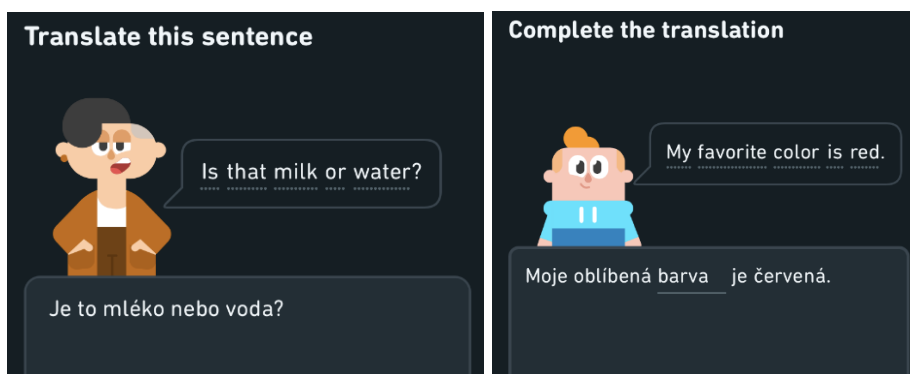 Translate this sentence
Is that milk or water?
Je to mléko nebo voda?
Complete the translation
My favorite color is red.
Moje oblíbená barva je červená.